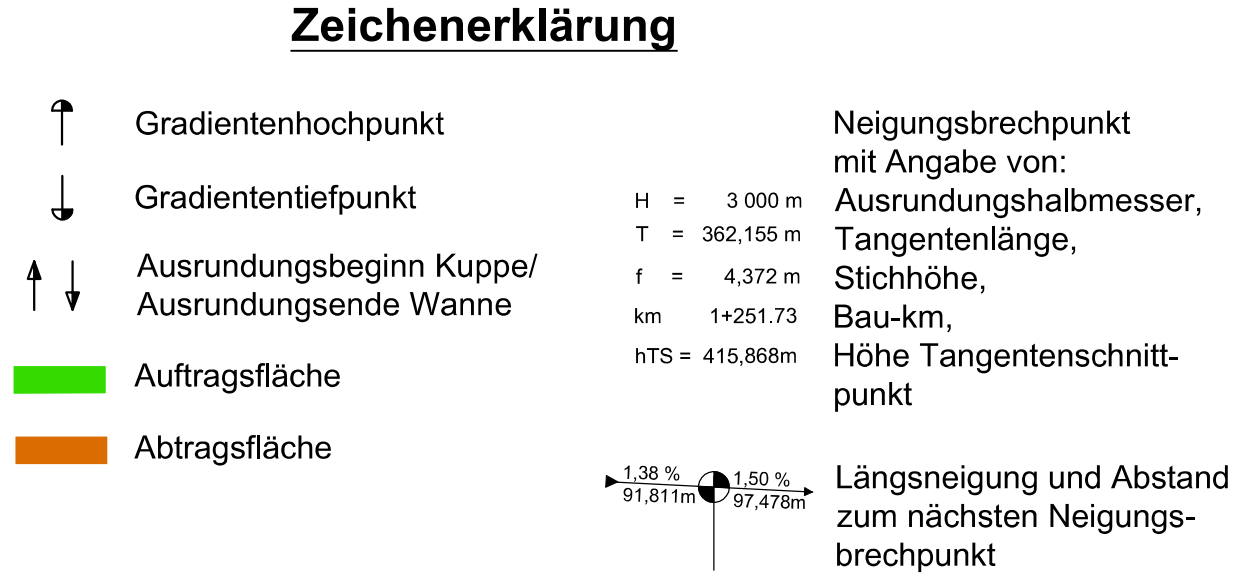 Zeichenerklärung
Gradientenhochpunkt
Gradiententiefpunkt
Ausrundungsbeginn Kuppe/
Ausrundungsende Wanne
Auftragsfläche
Abtragsfläche
Neigungsbrechpunkt
mit Angabe von:
H = 3 000 m Ausrundungshalbmesser,
T = 362,155 m Tangentenlänge,
f = 4,372 m Stichhöhe,
km 1+251.73 Bau-km,
hTS = 415,868m Höhe Tangentenschnitt-
punkt
1,38 % 1,50 %
91,811m 97,478m
Längsneigung und Abstand
zum nächsten Neigungs-
brechpunkt